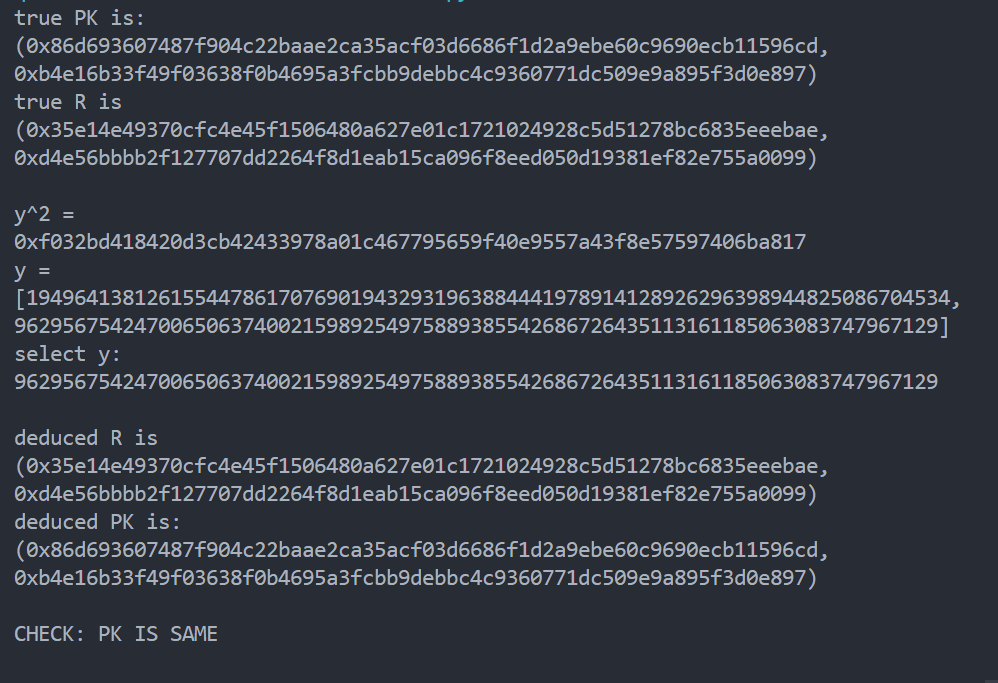 true PK is:
(0x86d693607487f904c22baae2ca35acf03d6686f1d2a9ebe60c9690ecb11596cd,
0xb4e16b33f49f03638f0b4695a3fcbb9debbc4c9360771dc509e9a895f3d0e897)
true R is
(0x35e14e49370cfc4e45f1506480a627e01c1721024928c5d51278bc6835eeebae,
0xd4e56bbbb2f127707dd2264f8d1eab15ca096f8eed050d19381ef82e755a0099)
y^2 =
0xf032bd418420d3cb42433978a01c467795659f40e9557a43f8e57597406ba817
y =
[19496413812615544786170769019432931963884441978914128926296398944825086704534,
96295675424700650637400215989254975889385542686726435113161185063083747967129]
select y:
96295675424700650637400215989254975889385542686726435113161185063083747967129
deduced R is
(0x35e14e49370cfc4e45f1506480a627e01c1721024928c5d51278bc6835eeebae,
0xd4e56bbbb2f127707dd2264f8d1eab15ca096f8eed050d19381ef82e755a0099)
deduced PK is:
(0x86d693607487f904c22baae2ca35acf03d6686f1d2a9ebe60c9690ecb11596cd,
0xb4e16b33f49f03638f0b4695a3fcbb9debbc4c9360771dc509e9a895f3d0e897)
CHECK: PK IS SAME